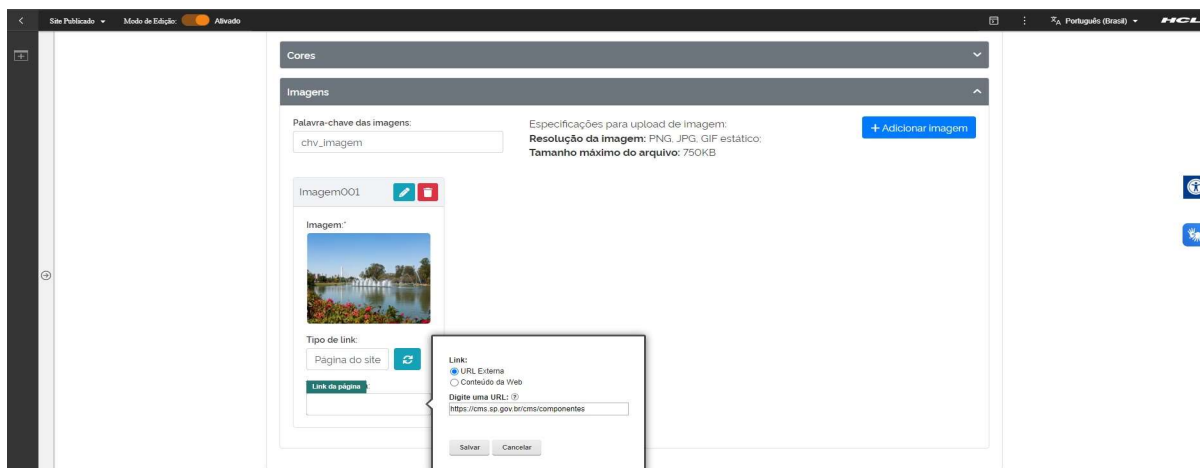 Site Publicado
Modo de Edição:
Ativado
Português (Brasil)
HCL
Cores
Imagens
Palavra-chave das imagens:
chv_imagem
Especificações para upload de imagem:
Resolução da imagem: PNG, JPG, GIF estático;
Tamanho máximo do arquivo: 750KB
+ Adicionar imagem
Imagem001
Imagem:*
Tipo de link:
Página do site
Link da página
Link:
URL Externa
Conteúdo da Web
Digite uma URL:
https://cms.sp.gov.br/cms/componentes
Salvar
Cancelar